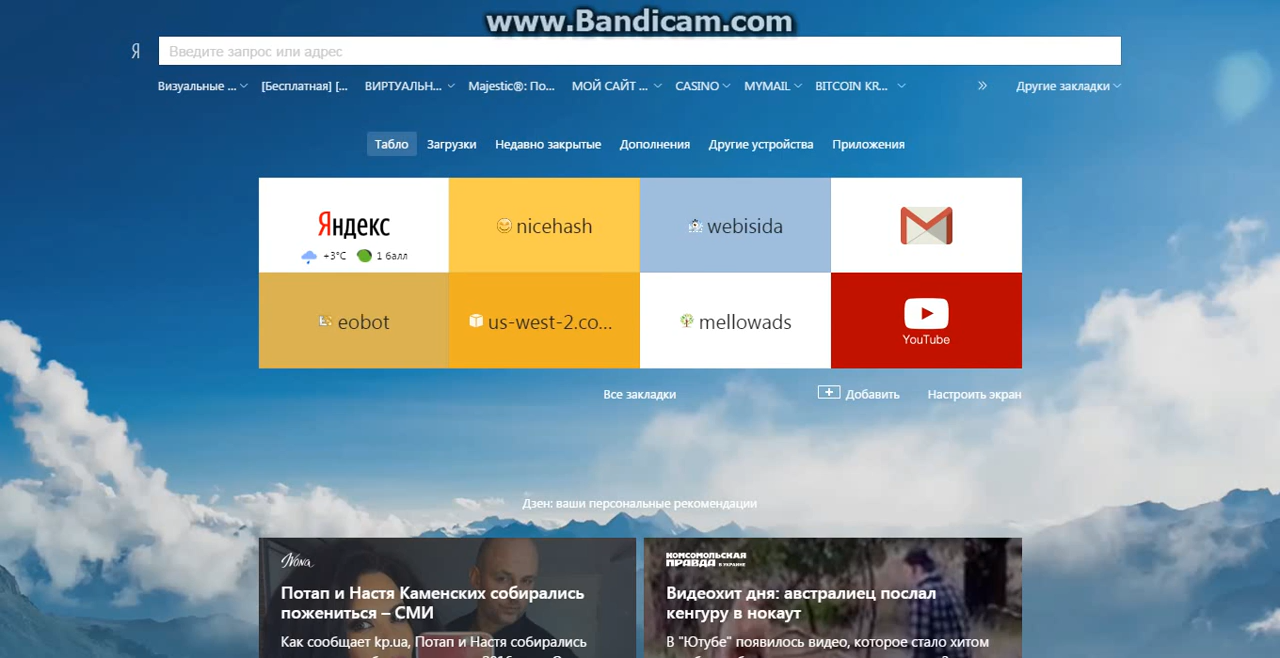 www.Bandicam.com
Я
Введите запрос или адрес
Визуальные ...
[Бесплатная] [...
ВИРТУАЛЬН...
Majestic®: По...
МОЙ САЙТ ...
CASINO
MYMAIL
BITCOIN KR...
»
Другие закладки
Табло
Загрузки
Недавно закрытые
Дополнения
Другие устройства
Приложения
Яндекс
+3°C
1 балл
nicehash
webisida
eobot
us-west-2.co...
mellowads
YouTube
Все закладки
Добавить
Настроить экран
Дзен: ваши персональные рекомендации
Nona
Потап и Настя Каменских собирались
пожениться – СМИ
Как сообщает kp.ua, Потап и Настя собирались
КОМСОМОЛЬСКАЯ
ПРАВДА В УКРАИНЕ
Видеохит дня: австралиец послал
кенгуру в нокаут
В "Ютубе" появилось видео, которое стало хитом